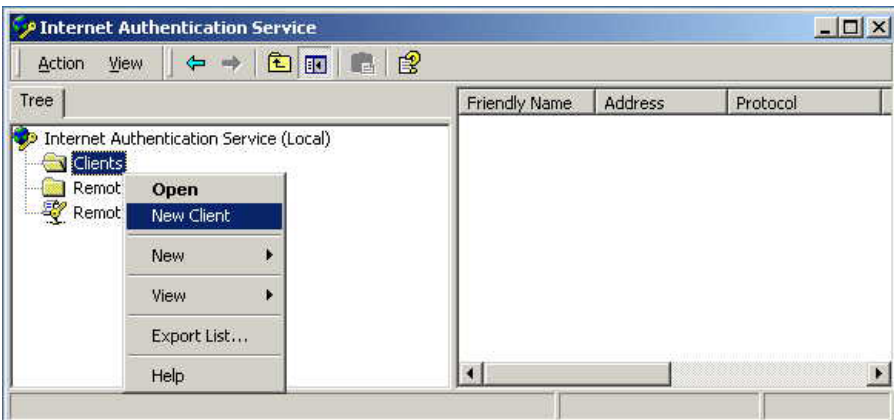 Internet Authentication Service
Action View
Tree
Friendly Name Address Protocol
Internet Authentication Service (Local)
Clients
Remot
Remot
Open
New Client
New
View
Export List...
Help